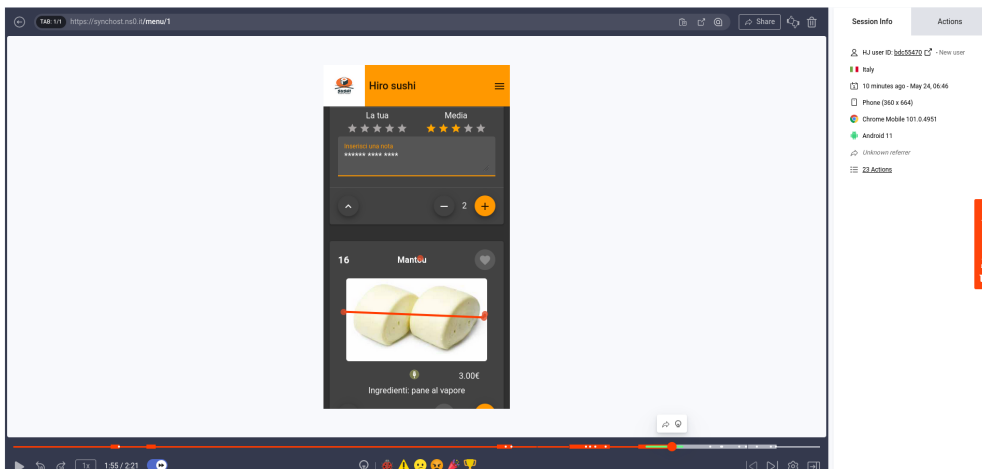 TAB: 1/1 https://synchost.ns0.it/menu/1
Share
Session Info Actions
HJ user ID: bdc55470 - New user
Italy
10 minutes ago - May 24, 06:46
Phone (360 x 664)
Chrome Mobile 101.0.4951
Android 11
Unknown referrer
23 Actions
SUSHI
Hiro sushi
La tua Media
Inserisci una nota
****** **** ****
2
16 Mantou
3.00€
Ingredienti: pane al vapore
1x 1:55 / 2:21